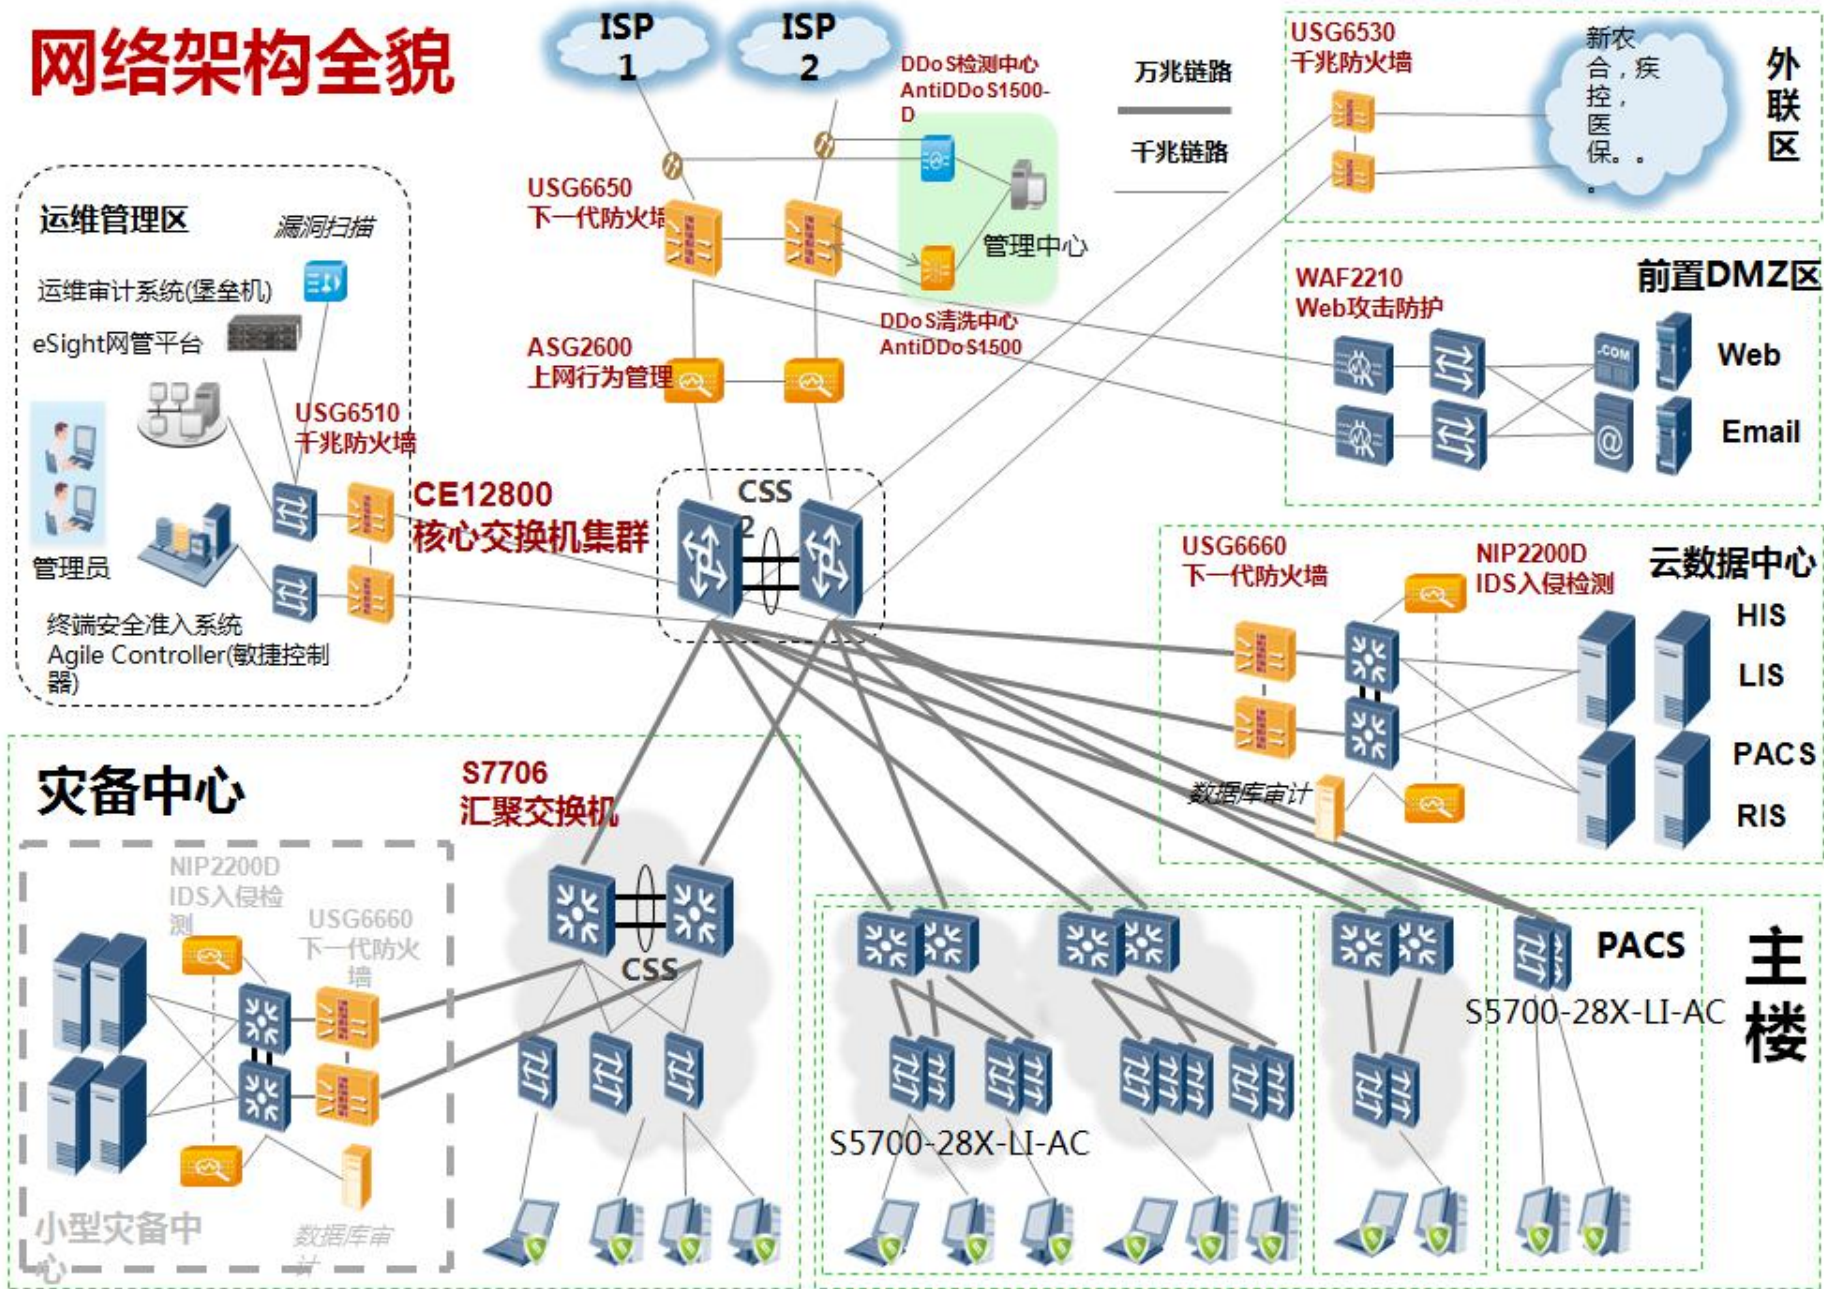 网络架构全貌
ISP
1
ISP
2
DDoS检测中心
AntiDDoS1500-
D
万兆链路
千兆链路
USG6530
千兆防火墙
新农
合，疾
控，
医
保。。
。
外
联
区
运维管理区
漏洞扫描
运维审计系统(堡垒机)
eSight网管平台
USG6510
千兆防火墙
管理员
终端安全准入系统
Agile Controller(敏捷控制
器)
USG6650
下一代防火墙
管理中心
DDoS清洗中心
AntiDDoS1500
ASG2600
上网行为管理
WAF2210
Web攻击防护
前置DMZ区
.COM
Web
@
Email
CE12800
核心交换机集群
CSS
2
USG6660
下一代防火墙
NIP2200D
IDS入侵检测
云数据中心
HIS
LIS
PACS
RIS
数据库审计
灾备中心
S7706
汇聚交换机
NIP2200D
IDS入侵检
测
USG6660
下一代防火
墙
CSS
小型灾备中
心
数据库审
计
S5700-28X-LI-AC
PACS
S5700-28X-LI-AC
主
楼